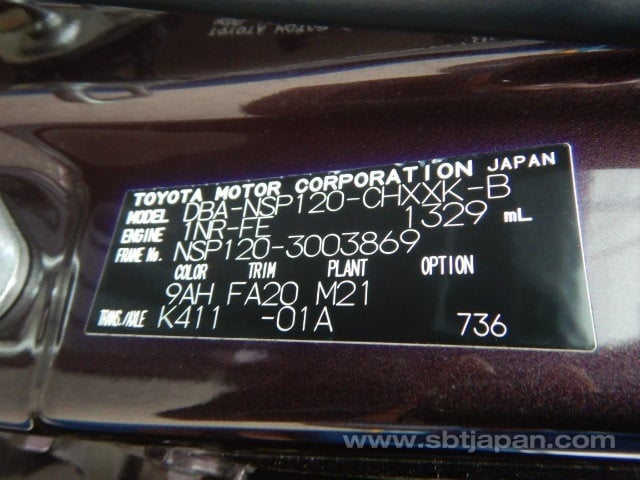 TOYOTA MOTOR CORPORATION JAPAN
MODEL DBA-NSP120-CHXXK-B
ENGINE 1NR-FE 1329 mL
FRAME No. NSP120-3003869
COLOR TRIM PLANT OPTION
9AH FA20 M21
TRANS./AXLE K411 -01A 736
www.sbtjapan.com